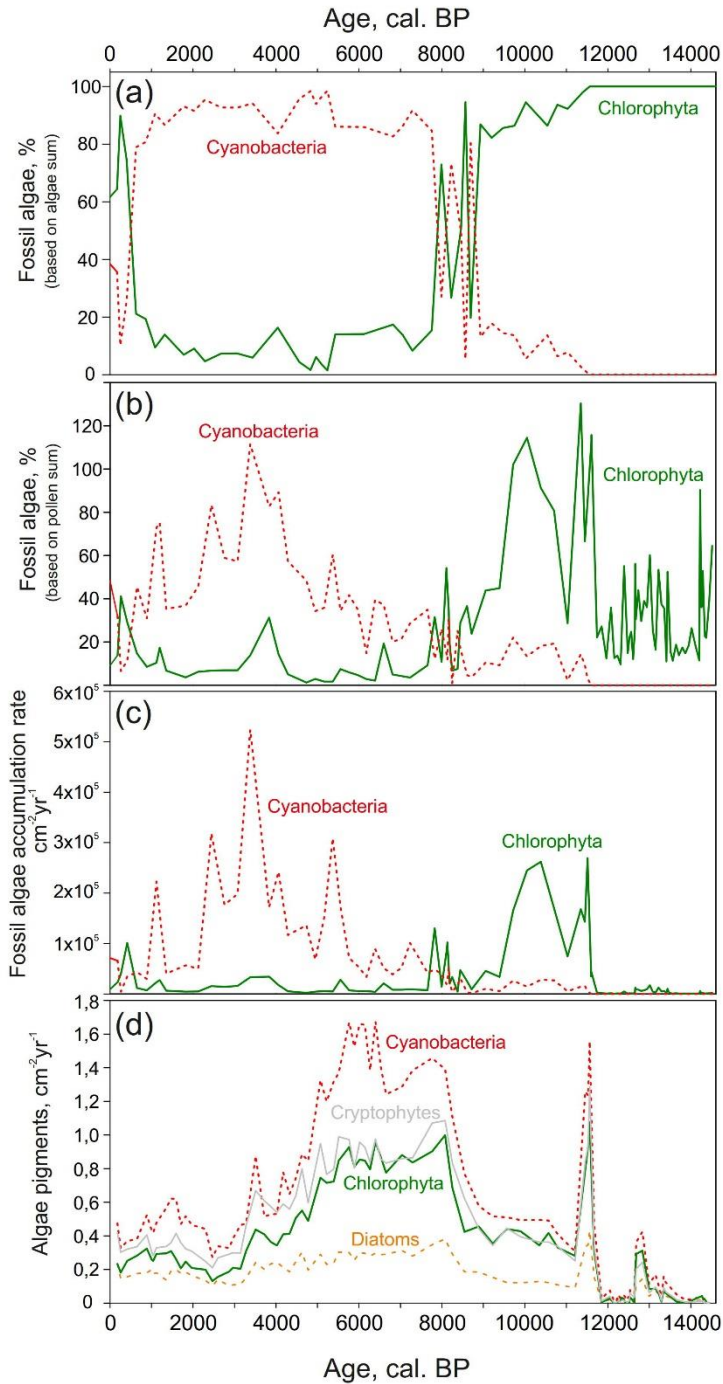 Age, cal. BP
0 2000 4000 6000 8000 10000 12000 14000
(a)
100
80
60
40
20
0
Fossil algae, %
(based on algae sum)
Cyanobacteria
Chlorophyta
(b)
120
100
80
60
40
20
Fossil algae, %
(based on pollen sum)
Cyanobacteria
Chlorophyta
(c)
6x10⁵
5x10⁵
4x10⁵
3x10⁵
2x10⁵
1x10⁵
Fossil algae accumulation rate
cm⁻²yr⁻¹
Cyanobacteria
Chlorophyta
(d)
1,8
1,6
1,4
1,2
1,0
0,8
0,6
0,4
0,2
0
Algae pigments, cm⁻²yr⁻¹
Cyanobacteria
Cryptophytes
Chlorophyta
Diatoms
0 2000 4000 6000 8000 10000 12000 14000
Age, cal. BP